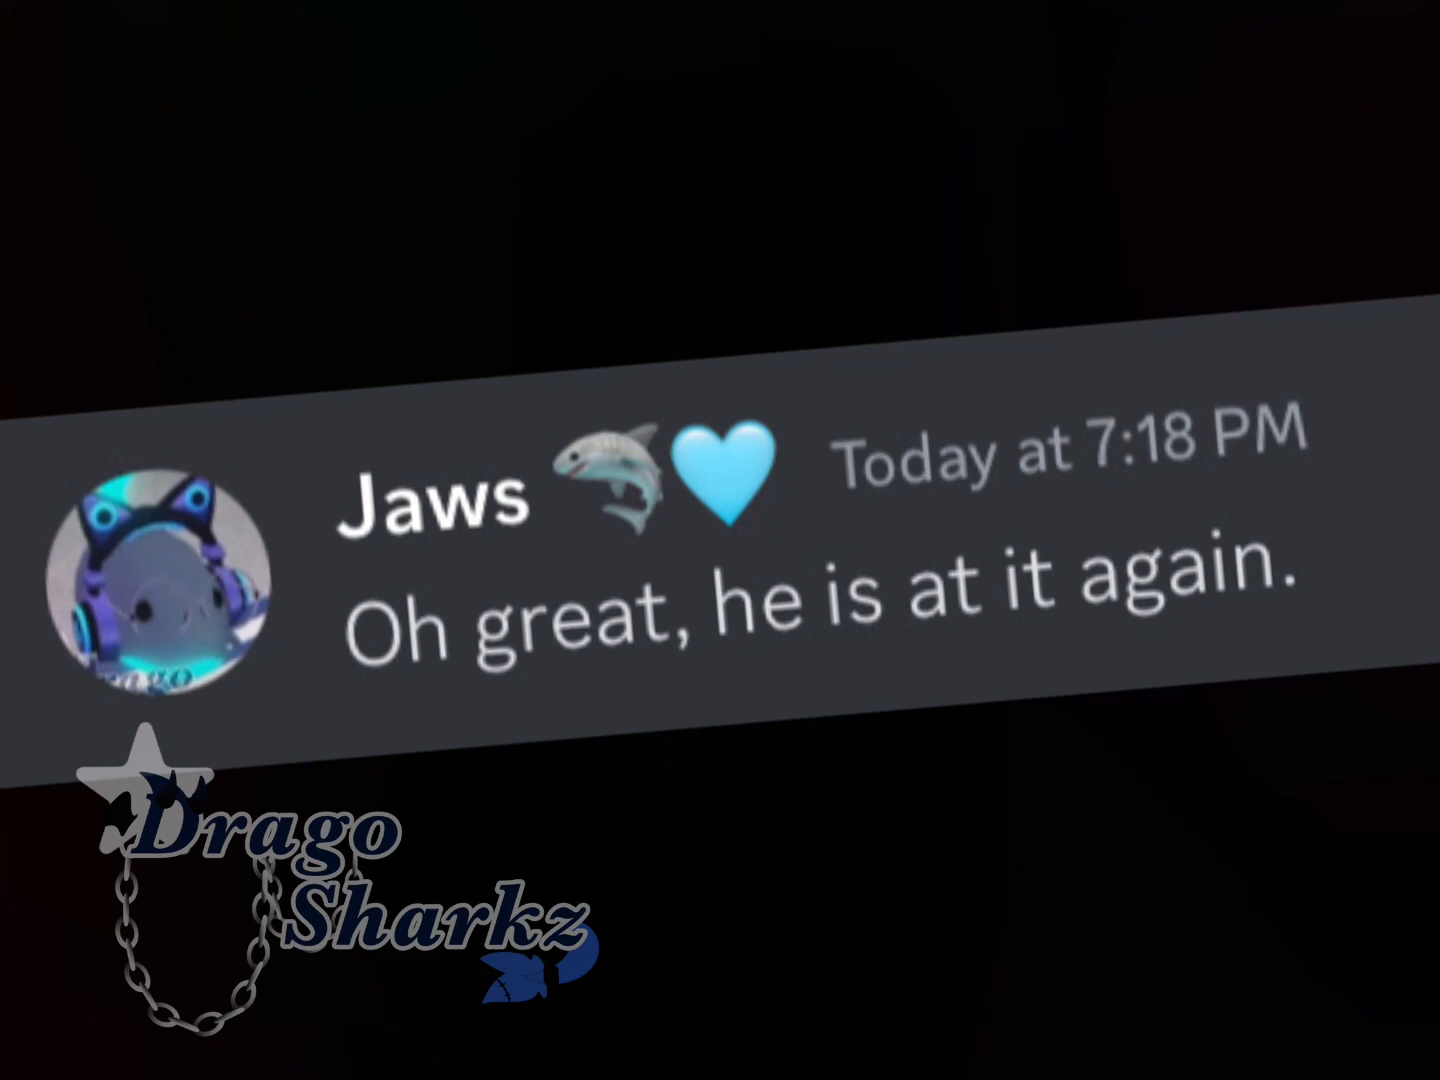 Jaws 🦈🩵 Today at 7:18 PM
Oh great, he is at it again.
Drago
Sharkz